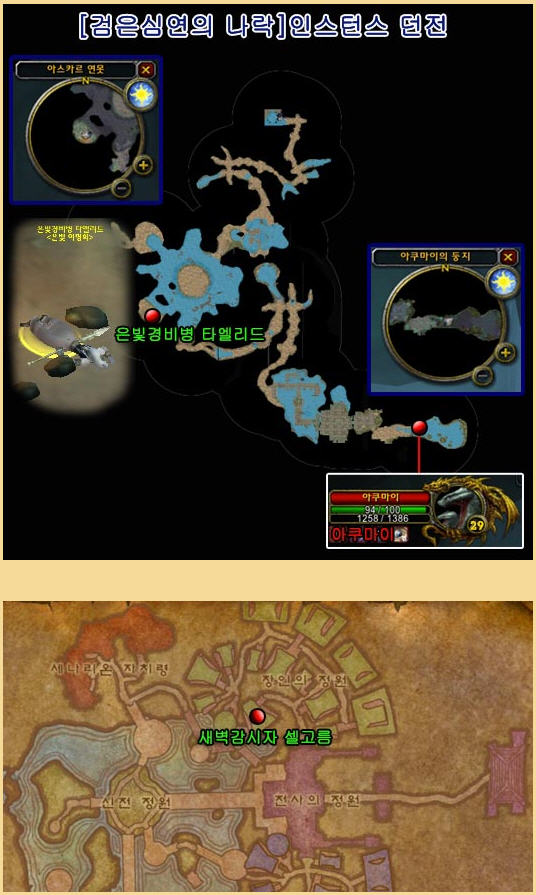 [검은심연의 나락]인스턴스 던전
아스카르 연못
N
은빛경비병 타엘리드
<은빛 여명회>
아쿠마이의 둥지
N
은빛경비병 타엘리드
아쿠마이
94 / 100
1258 / 1386
29
아쿠마이
세나리온 자치령
장인의 정원
새벽감시자 셀고름
신전 정원
전사의 정원